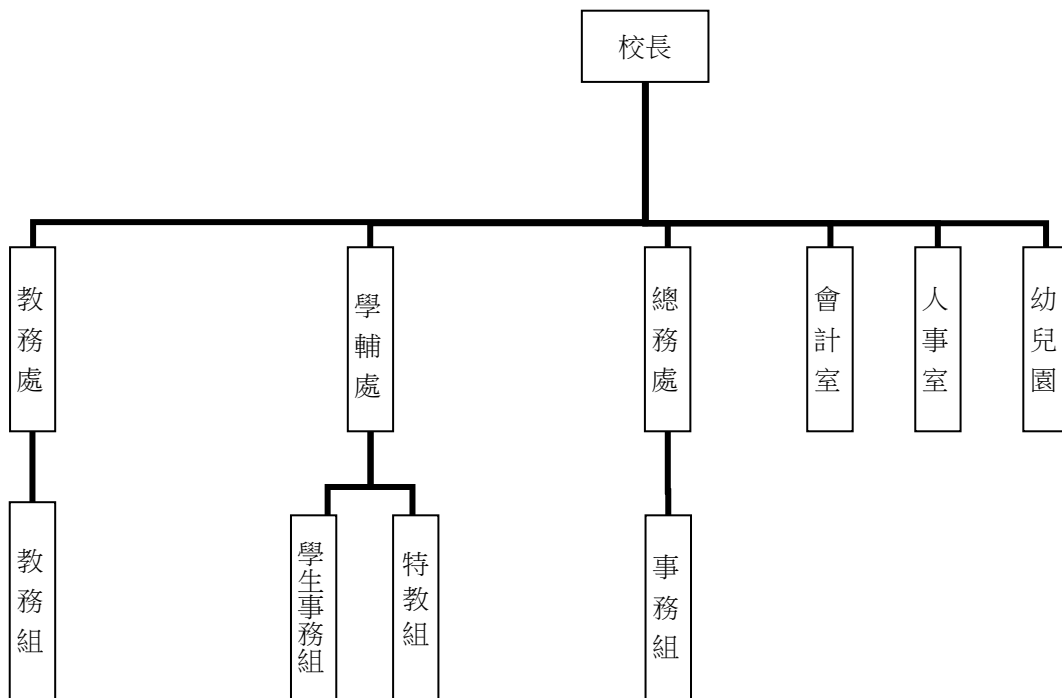 校長
教務處
學輔處
總務處
會計室
人事室
幼兒園
教務組
學生事務組
特教組
事務組